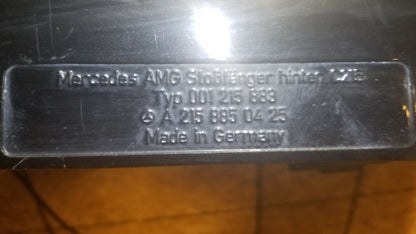 Mercedes AMG Stoßfänger hinten
Typ 001 215 883
A 215 885 04 25
Made in Germany